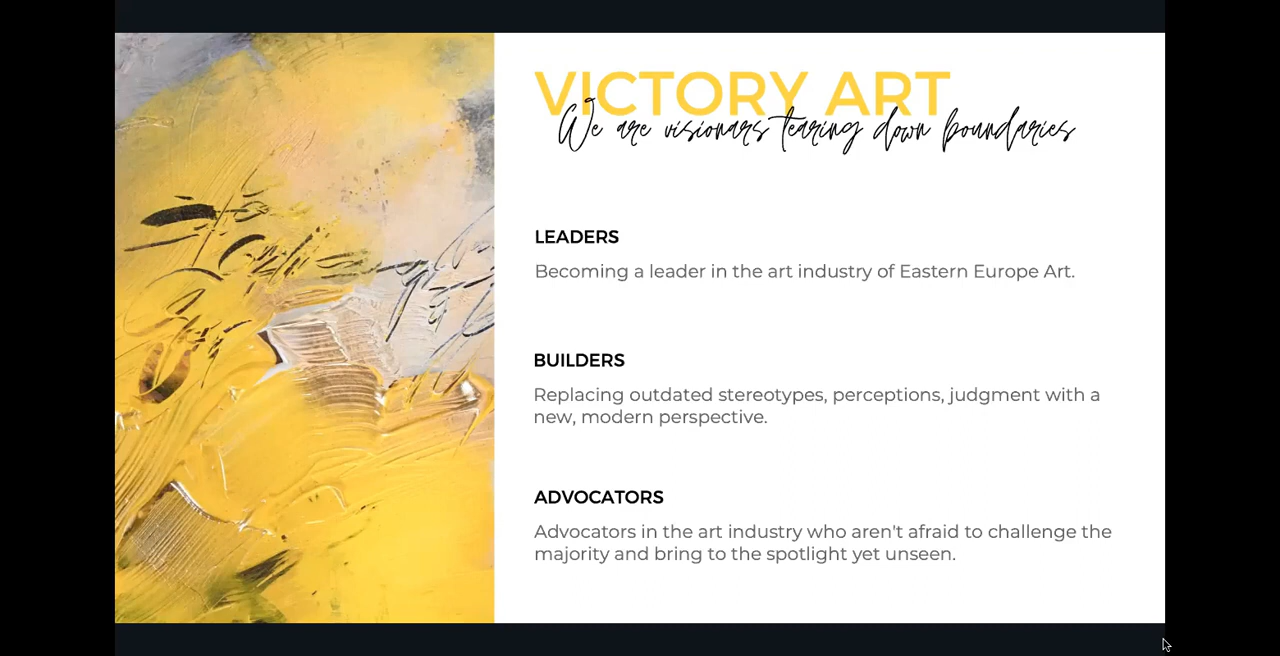 VICTORY ART
We are visionars tearing down boundaries
LEADERS
Becoming a leader in the art industry of Eastern Europe Art.
BUILDERS
Replacing outdated stereotypes, perceptions, judgment with a
new, modern perspective.
ADVOCATORS
Advocators in the art industry who aren't afraid to challenge the
majority and bring to the spotlight yet unseen.